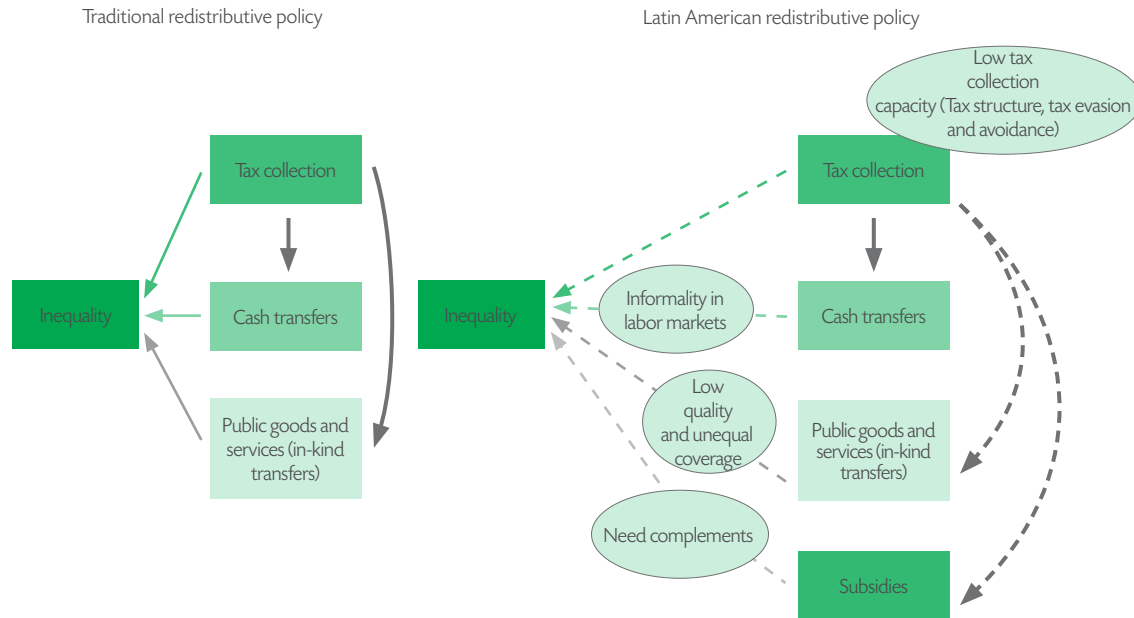 Traditional redistributive policy
Tax collection
Inequality
Cash transfers
Public goods and
services (in-kind
transfers)
Latin American redistributive policy
Low tax
collection
capacity (Tax structure, tax evasion
and avoidance)
Tax collection
Inequality
Informality in
labor markets
Cash transfers
Low
quality
and unequal
coverage
Public goods and
services (in-kind
transfers)
Need complements
Subsidies